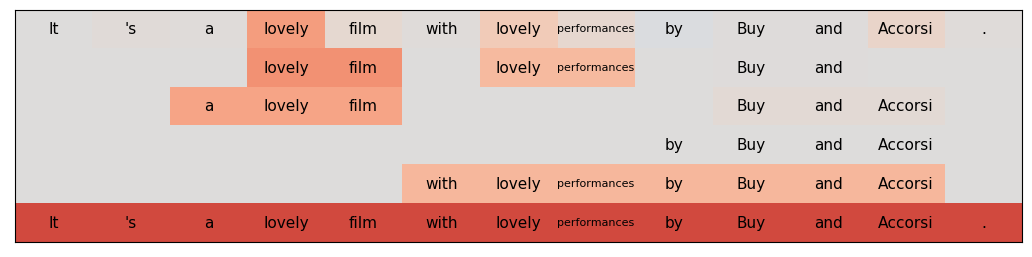 It 's a lovely film with lovely performances by Buy and Accorsi .
lovely film lovely performances Buy and
a lovely film Buy and Accorsi
by Buy and Accorsi
with lovely performances by Buy and Accorsi
It 's a lovely film with lovely performances by Buy and Accorsi .